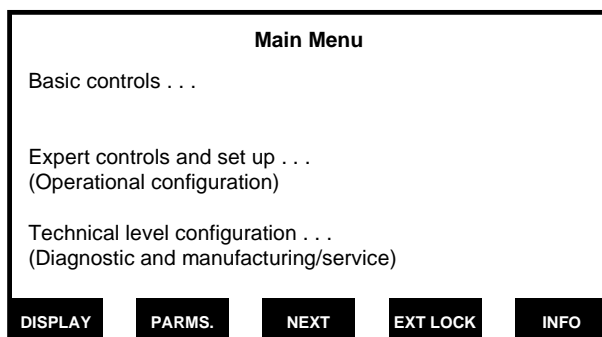 Main Menu
Basic controls . . .
Expert controls and set up . . .
(Operational configuration)
Technical level configuration . . .
(Diagnostic and manufacturing/service)
DISPLAY PARMS. NEXT EXT LOCK INFO